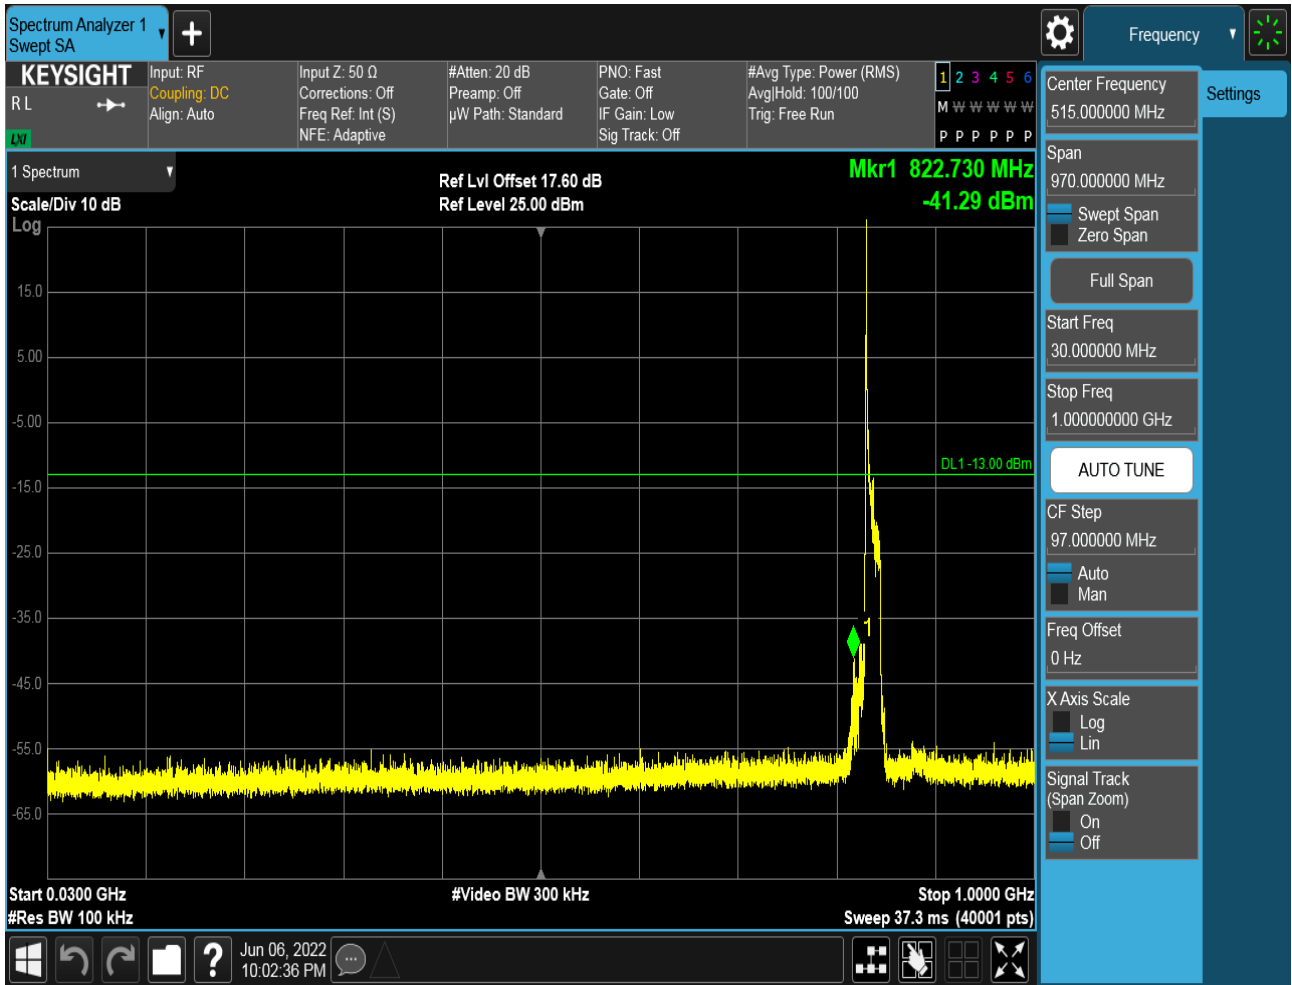 Spectrum Analyzer 1
Swept SA
Frequency
KEYSIGHT
R L
LXI
Input: RF
Coupling: DC
Align: Auto
Input Z: 50 Ω
Corrections: Off
Freq Ref: Int (S)
NFE: Adaptive
#Atten: 20 dB
Preamp: Off
µW Path: Standard
PNO: Fast
Gate: Off
IF Gain: Low
Sig Track: Off
#Avg Type: Power (RMS)
Avg|Hold: 100/100
Trig: Free Run
1 2 3 4 5 6
M W W W W W
P P P P P P
1 Spectrum
Scale/Div 10 dB
Log
Ref Lvl Offset 17.60 dB
Ref Level 25.00 dBm
Mkr1 822.730 MHz
-41.29 dBm
15.0
5.00
-5.00
-15.0
-25.0
-35.0
-45.0
-55.0
-65.0
DL1 -13.00 dBm
1
Start 0.0300 GHz
#Res BW 100 kHz
#Video BW 300 kHz
Stop 1.0000 GHz
Sweep 37.3 ms (40001 pts)
Jun 06, 2022
10:02:36 PM
Center Frequency
515.000000 MHz
Settings
Span
970.000000 MHz
Swept Span
Zero Span
Full Span
Start Freq
30.000000 MHz
Stop Freq
1.000000000 GHz
AUTO TUNE
CF Step
97.000000 MHz
Auto
Man
Freq Offset
0 Hz
X Axis Scale
Log
Lin
Signal Track
(Span Zoom)
On
Off